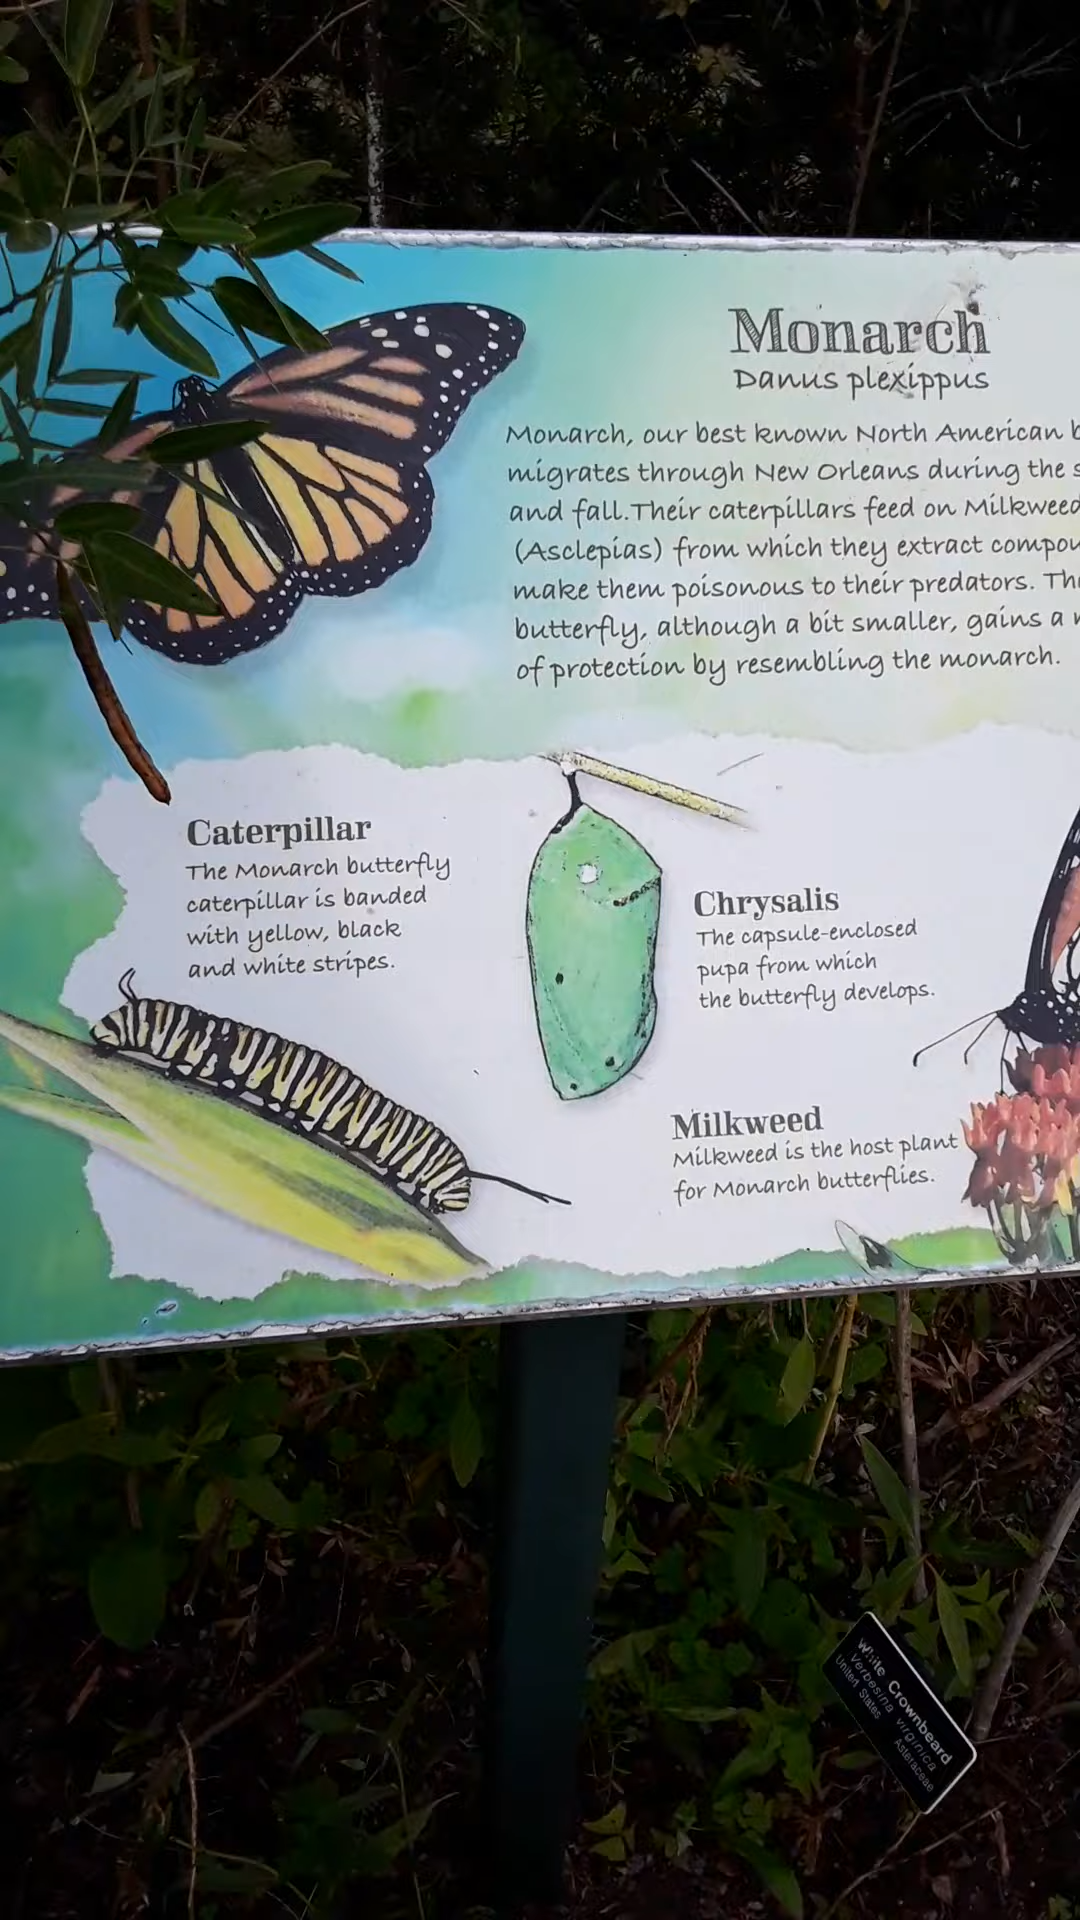 Monarch
Danus plexippus
Monarch, our best known North American
migrates through New Orleans during the
and fall. Their caterpillars feed on Milkweed
(Asclepias) from which they extract
make them poisonous to their predators.
butterfly, although a bit smaller, gains a
of protection by resembling the monarch.
Caterpillar
The Monarch butterfly
caterpillar is banded
with yellow, black
and white stripes.
Chrysalis
The capsule-enclosed
pupa from which
the butterfly develops.
Milkweed
Milkweed is the host plant
for Monarch butterflies.
White Crownbeard
Verbesina virginica
United States
Asteraceae